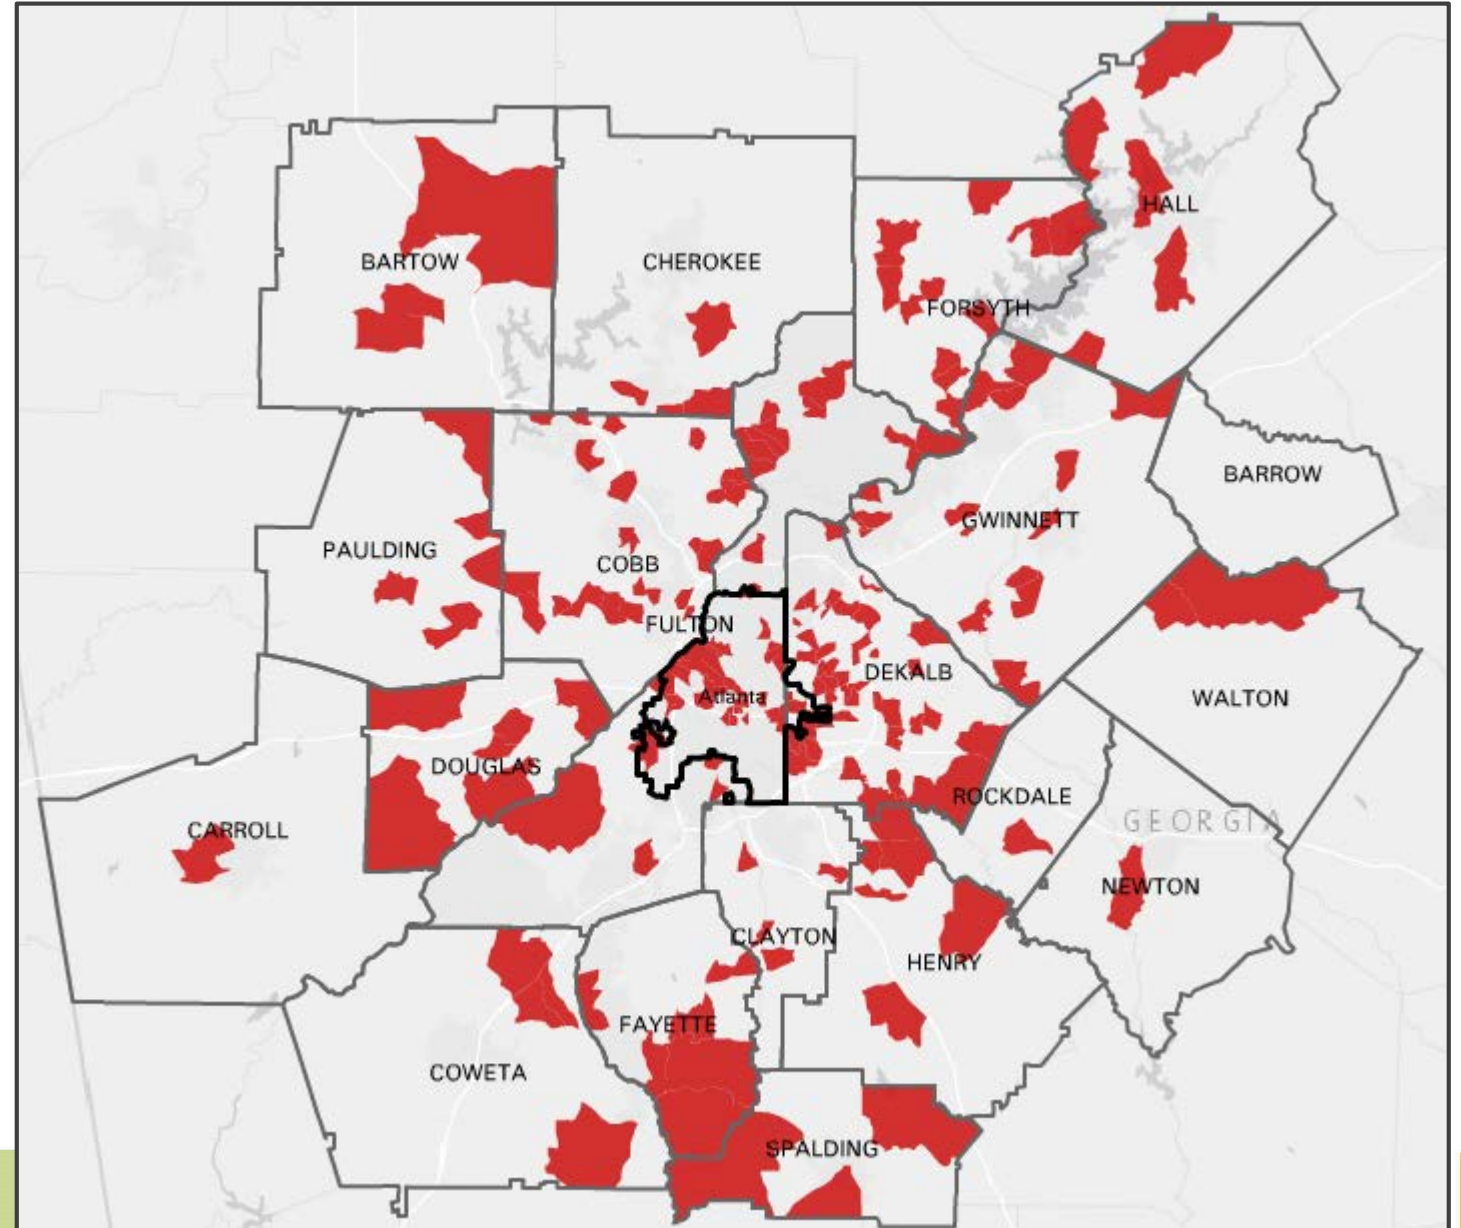 HALL
BARTOW
CHEROKEE
FORSYTH
BARROW
GWINNETT
PAULDING
COBB
FULTON
DEKALB
Atlanta
WALTON
DOUGLAS
ROCKDALE
GEORGIA
CARROLL
NEWTON
CLAYTON
HENRY
FAYETTE
COWETA
SPALDING